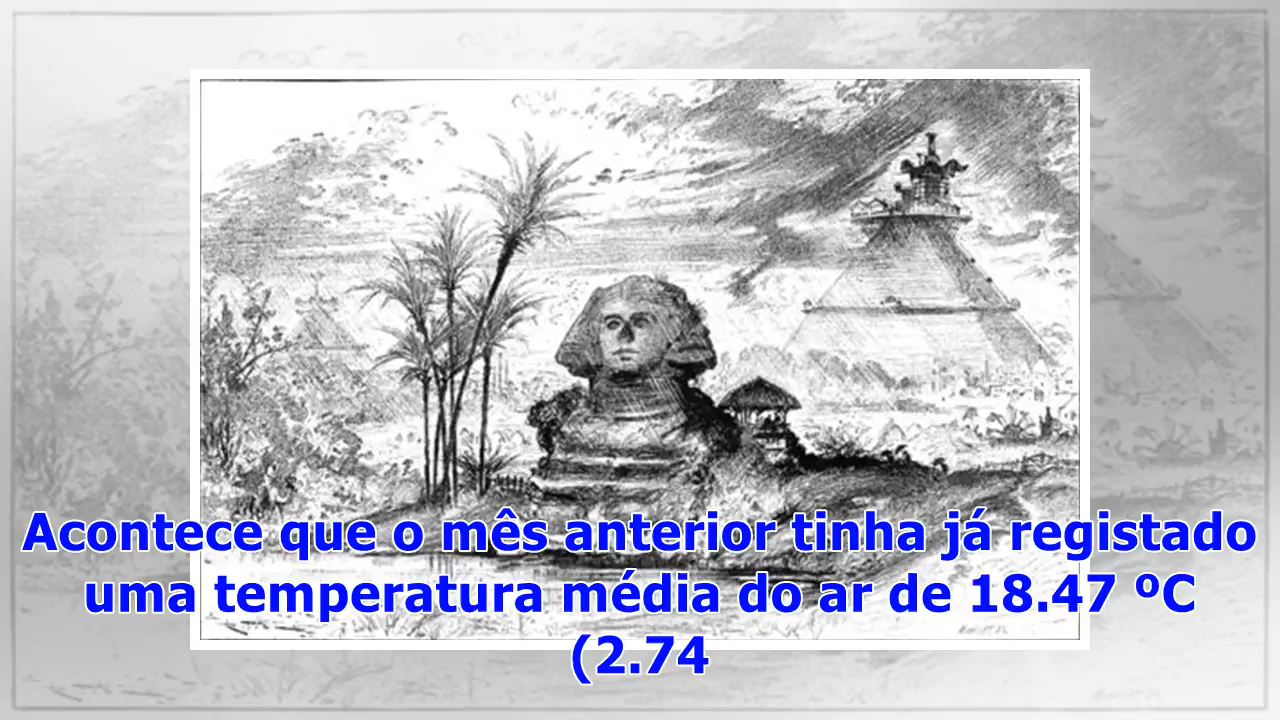 Acontece que o mês anterior tinha já registado
uma temperatura média do ar de 18.47 ºC
(2.74